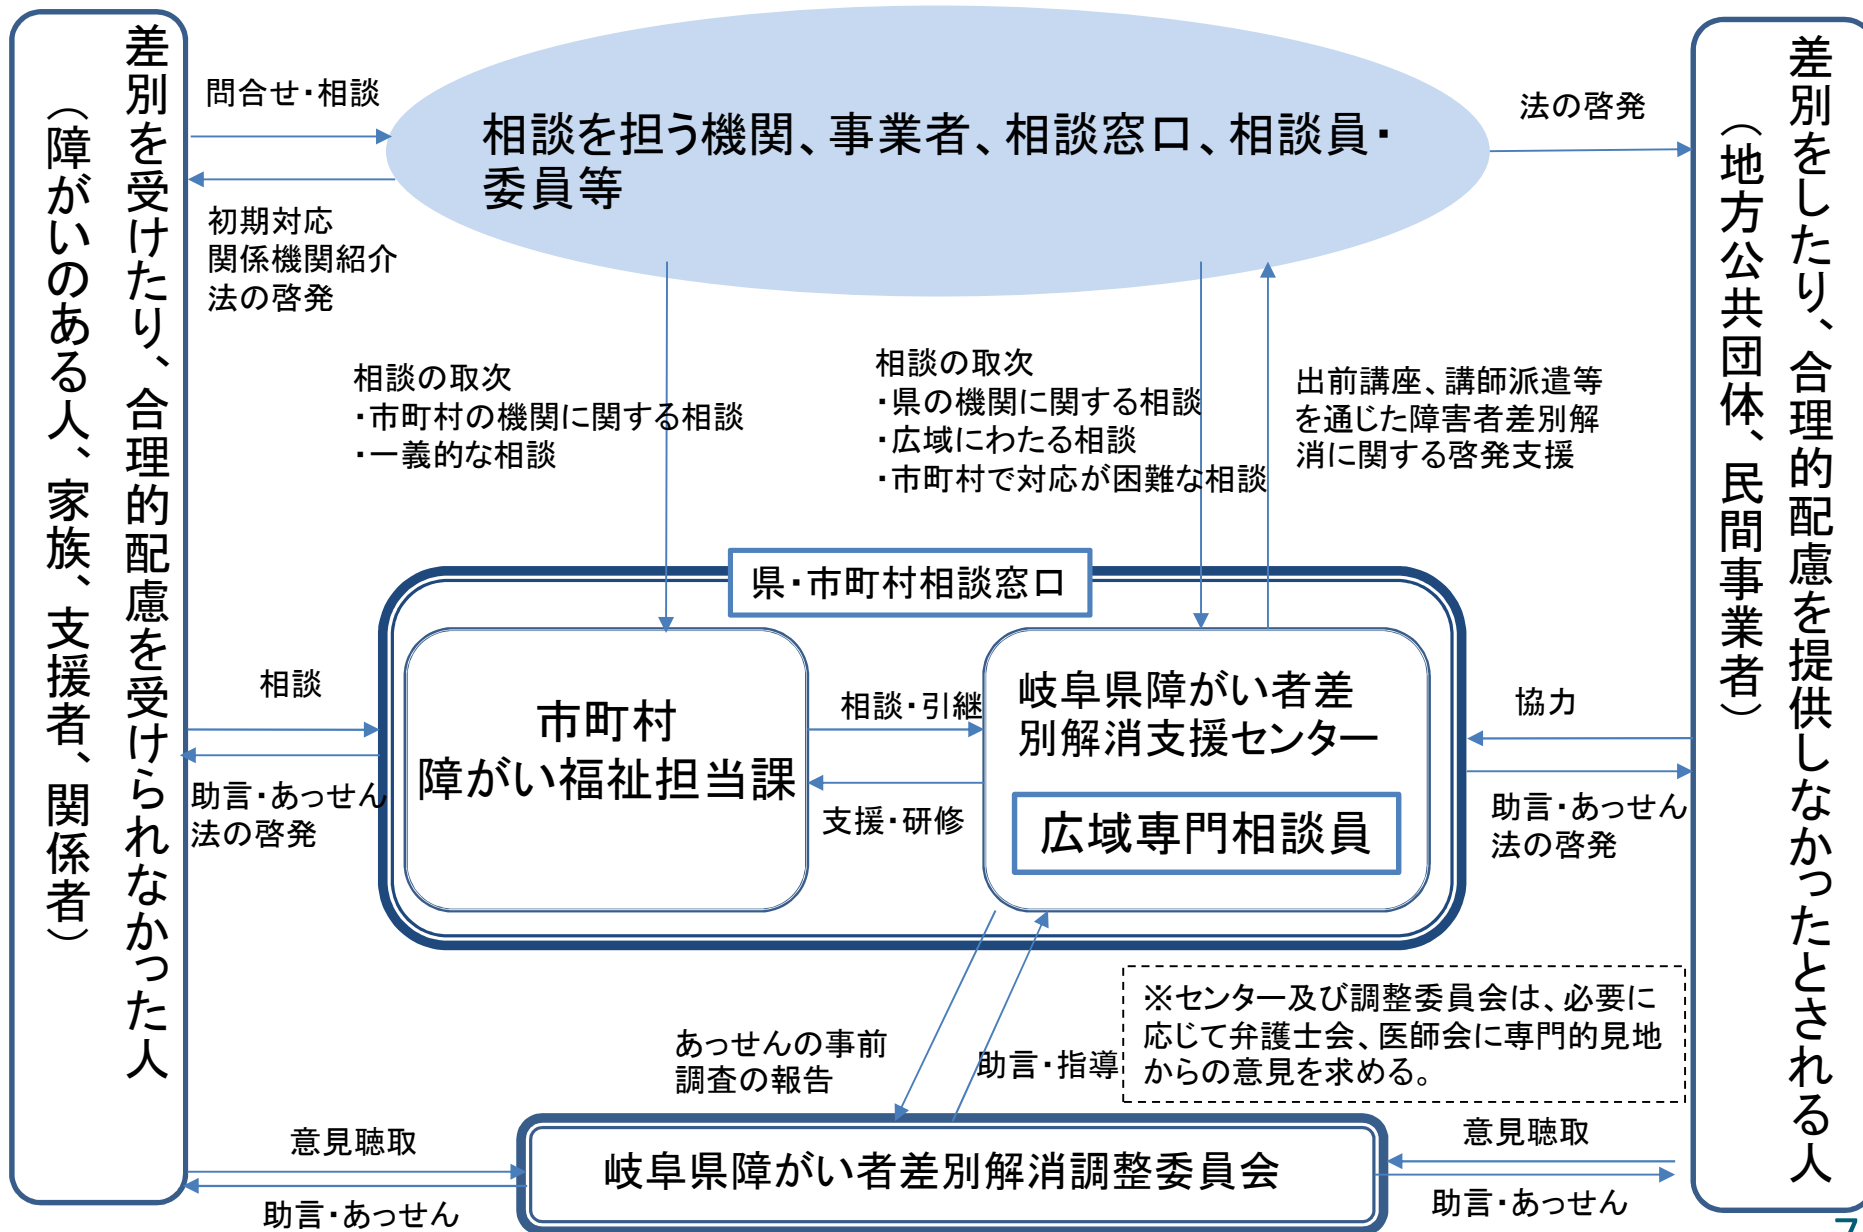 差別を受けたり、合理的配慮を受けられなかった人
（障がいのある人、家族、支援者、関係者）
問合せ・相談
初期対応
関係機関紹介
法の啓発
相談を担う機関、事業者、相談窓口、相談員・
委員等
法の啓発
差別をしたり、合理的配慮を提供しなかったとされる人
（地方公共団体、民間事業者）
相談の取次
・市町村の機関に関する相談
・一義的な相談
相談の取次
・県の機関に関する相談
・広域にわたる相談
・市町村で対応が困難な相談
出前講座、講師派遣等
を通じた障害者差別解
消に関する啓発支援
県・市町村相談窓口
相談
助言・あっせん
法の啓発
市町村
障がい福祉担当課
相談・引継
支援・研修
岐阜県障がい者差
別解消支援センター
広域専門相談員
協力
助言・あっせん
法の啓発
あっせんの事前
調査の報告
助言・指導
※センター及び調整委員会は、必要に
応じて弁護士会、医師会に専門的見地
からの意見を求める。
意見聴取
助言・あっせん
岐阜県障がい者差別解消調整委員会
意見聴取
助言・あっせん
7